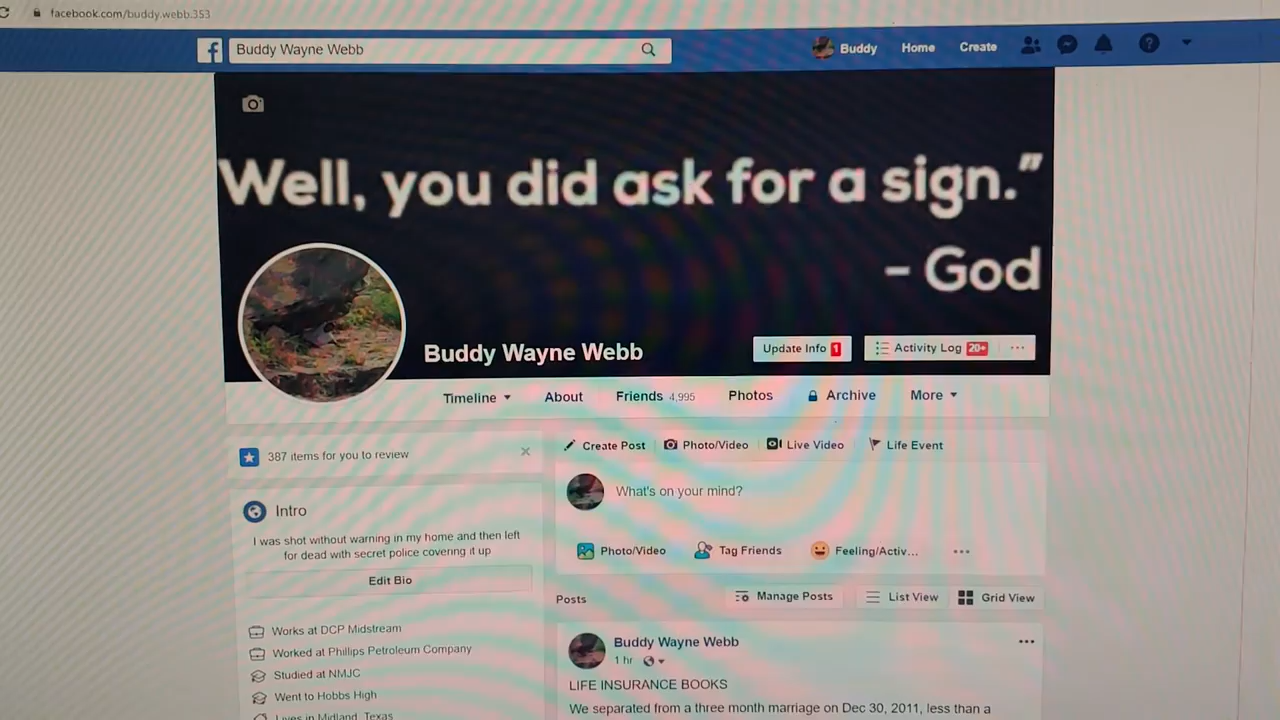 facebook.com/buddy.webb.353
f Buddy Wayne Webb Buddy Home Create ?
Well, you did ask for a sign.”
- God
Buddy Wayne Webb
Update Info 1 Activity Log 20+ ...
Timeline About Friends 4,995 Photos Archive More
387 items for you to review ×
Create Post Photo/Video Live Video Life Event
What's on your mind?
Intro
I was shot without warning in my home and then left
for dead with secret police covering it up
Photo/Video Tag Friends Feeling/Activ... ...
Edit Bio
Posts Manage Posts List View Grid View
Works at DCP Midstream
Worked at Phillips Petroleum Company
Studied at NMJC
Went to Hobbs High
Lives in Midland, Texas
Buddy Wayne Webb ...
1 hr
LIFE INSURANCE BOOKS
We separated from a three month marriage on Dec 30, 2011, less than a